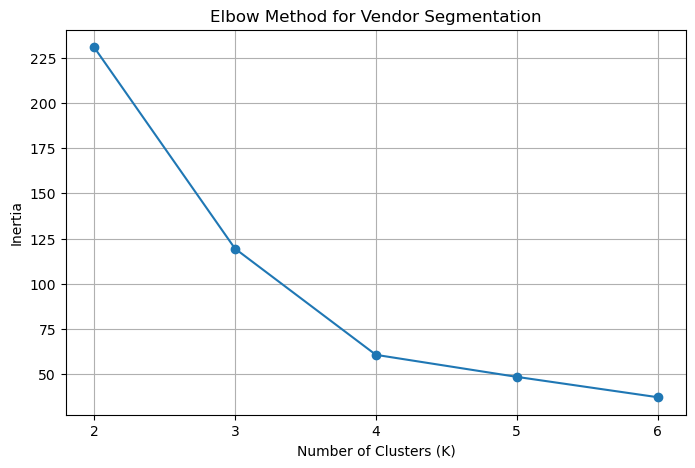 Elbow Method for Vendor Segmentation
225
200
175
150
125
100
75
50
Inertia
2 3 4 5 6
Number of Clusters (K)